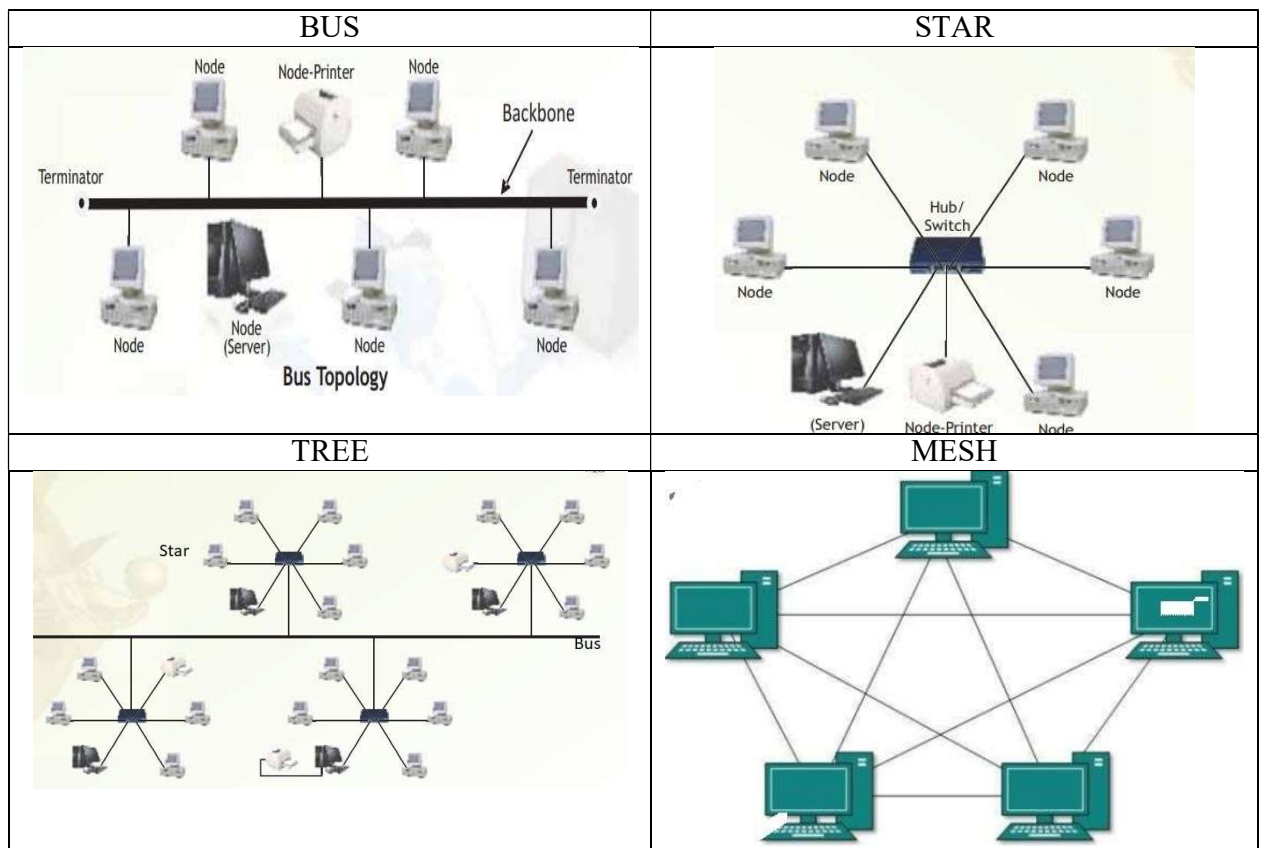 BUS
STAR
Node
Node-Printer
Node
Backbone
Terminator
Terminator
Node
Node
(Server)
Node
Node
Bus Topology
Node
Node
Hub/
Switch
Node
Node
(Server)
Node-Printer
Node
TREE
MESH
Star
Bus